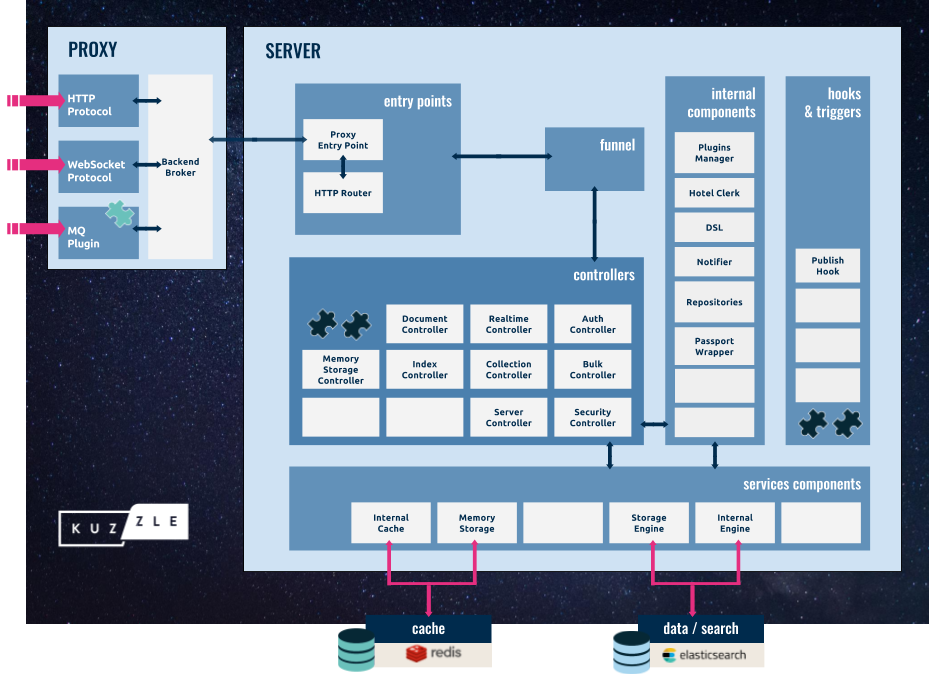 PROXY
HTTP
Protocol
WebSocket
Protocol
MQ
Plugin
Backend
Broker
SERVER
entry points
Proxy
Entry Point
HTTP Router
funnel
controllers
Document
Controller
Realtime
Controller
Auth
Controller
Memory
Storage
Controller
Index
Controller
Collection
Controller
Bulk
Controller
Server
Controller
Security
Controller
internal
components
Plugins
Manager
Hotel Clerk
DSL
Notifier
Repositories
Passport
Wrapper
hooks
& triggers
Publish
Hook
services components
Internal
Cache
Memory
Storage
Storage
Engine
Internal
Engine
KUZZLE
cache
redis
data / search
elasticsearch